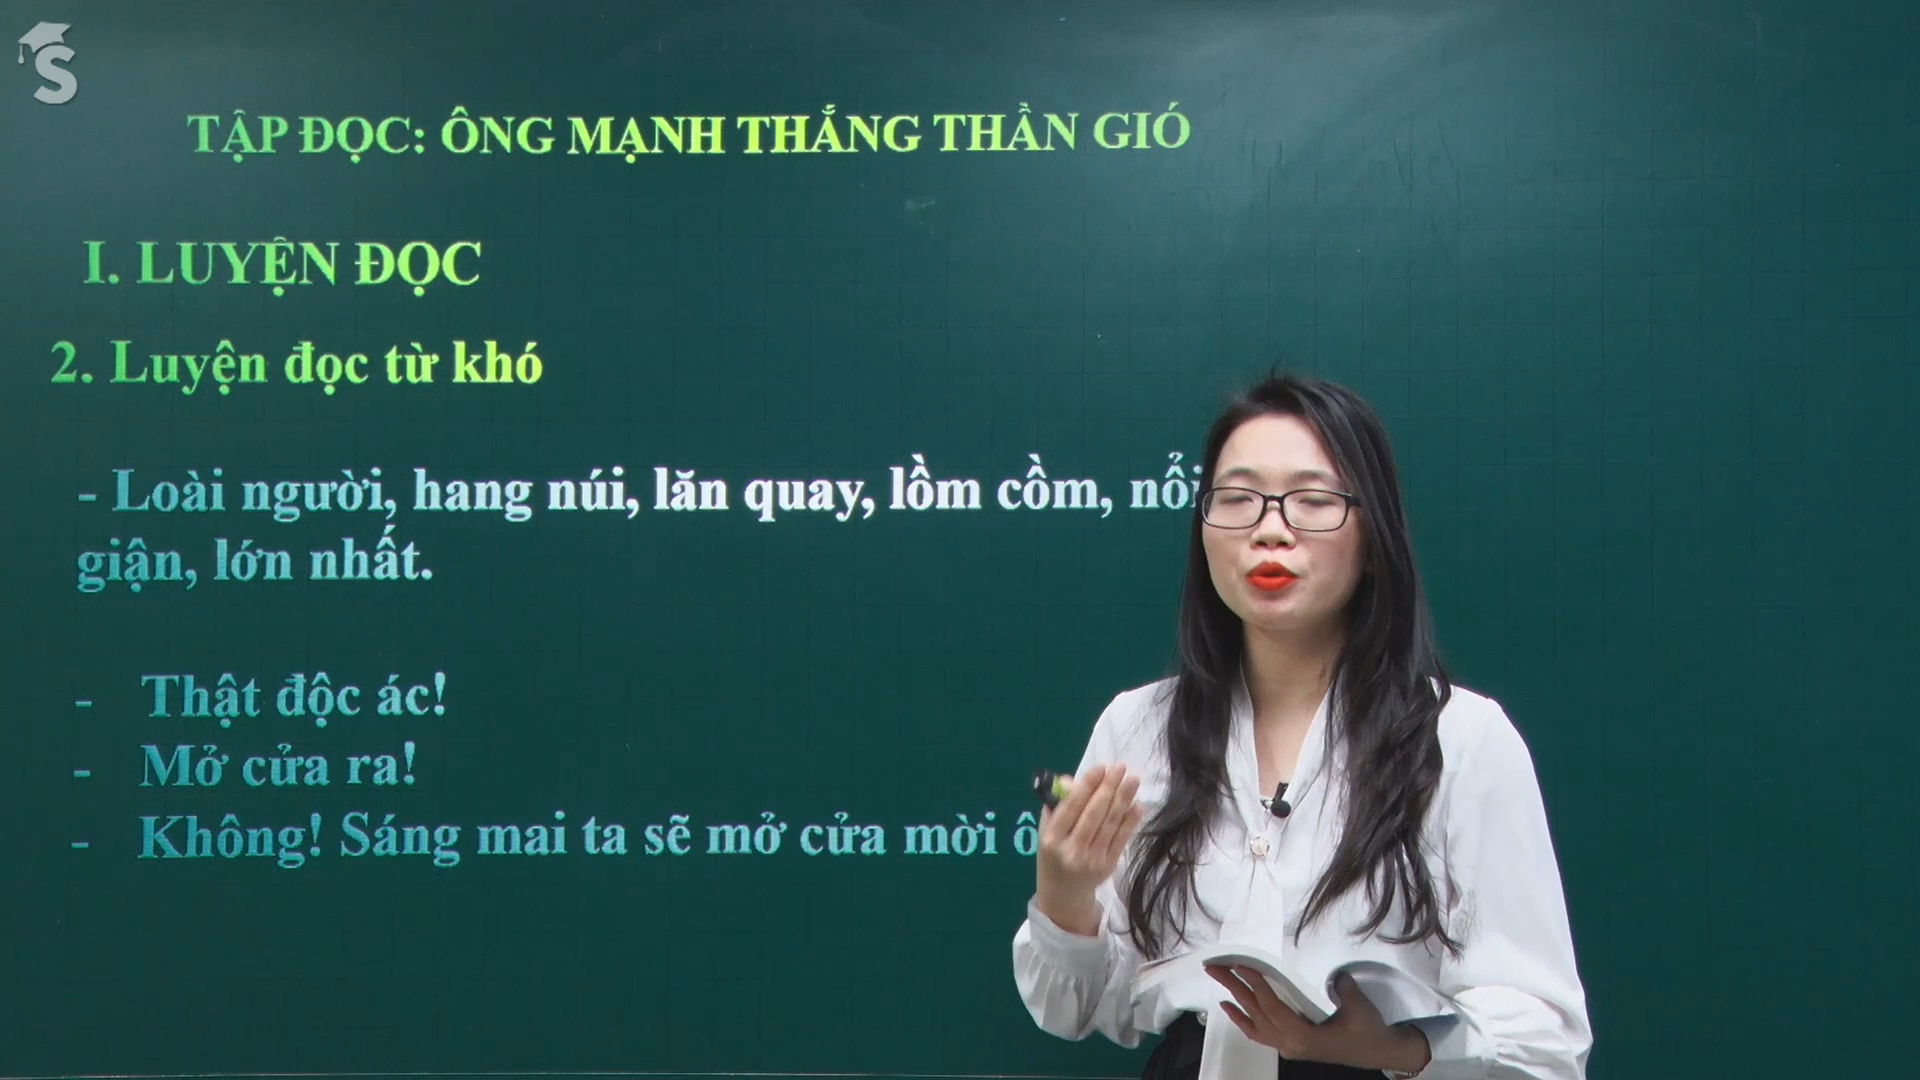 S
TẬP ĐỌC: ÔNG MẠNH THẮNG THẦN GIÓ
I. LUYỆN ĐỌC
2. Luyện đọc từ khó
- Loài người, hang núi, lăn quay, lồm cồm, nổi
giận, lớn nhất.
- Thật độc ác!
- Mở cửa ra!
- Không! Sáng mai ta sẽ mở cửa mời